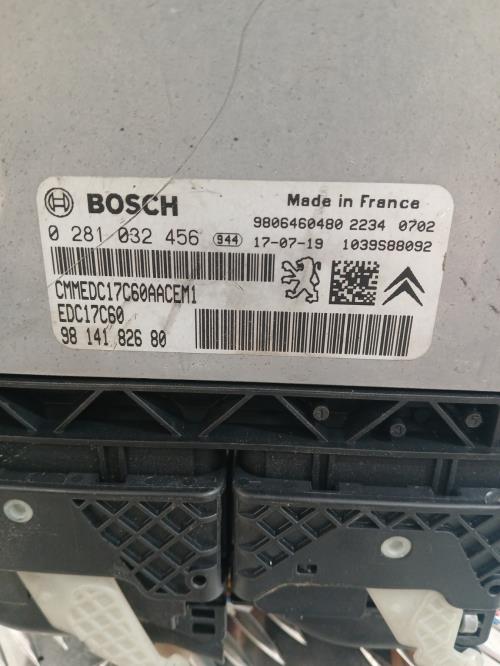 BOSCH
Made in France
9806460480 2234 0702
0 281 032 456 944 17-07-19 1039S88092
CMMEDC17C60AACEM1
EDC17C60
98 141 826 80